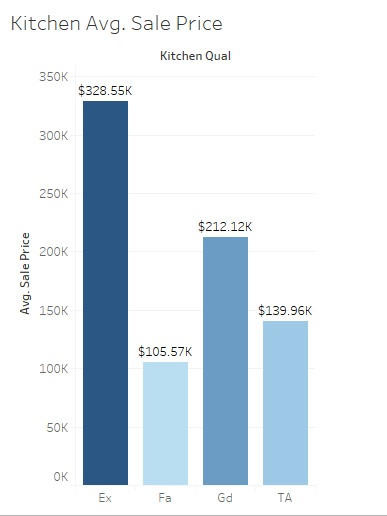 Kitchen Avg. Sale Price
Kitchen Qual
350K
$328.55K
300K
250K
$212.12K
200K
Avg. Sale Price
150K
$139.96K
$105.57K
100K
50K
0K
Ex Fa Gd TA